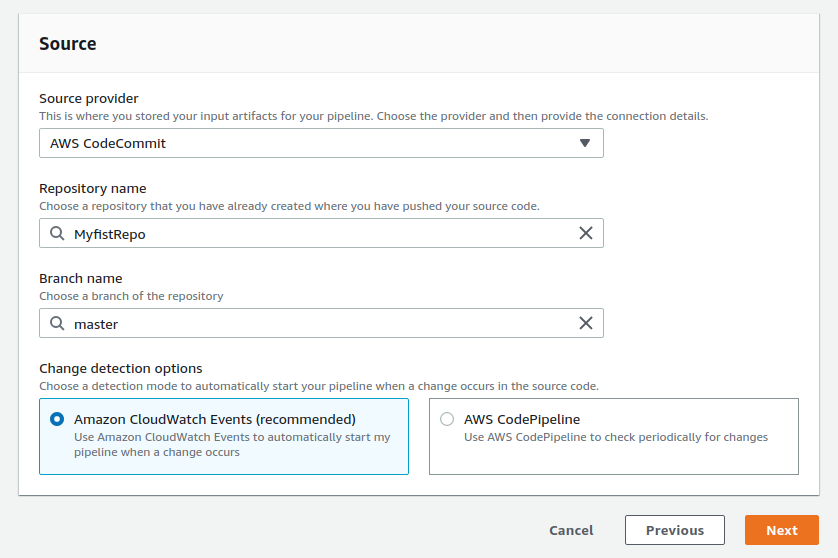 Source
Source provider
This is where you stored your input artifacts for your pipeline. Choose the provider and then provide the connection details.
AWS CodeCommit
Repository name
Choose a repository that you have already created where you have pushed your source code.
MyfistRepo
Branch name
Choose a branch of the repository
master
Change detection options
Choose a detection mode to automatically start your pipeline when a change occurs in the source code.
Amazon CloudWatch Events (recommended)
Use Amazon CloudWatch Events to automatically start my
pipeline when a change occurs
AWS CodePipeline
Use AWS CodePipeline to check periodically for changes
Cancel
Previous
Next